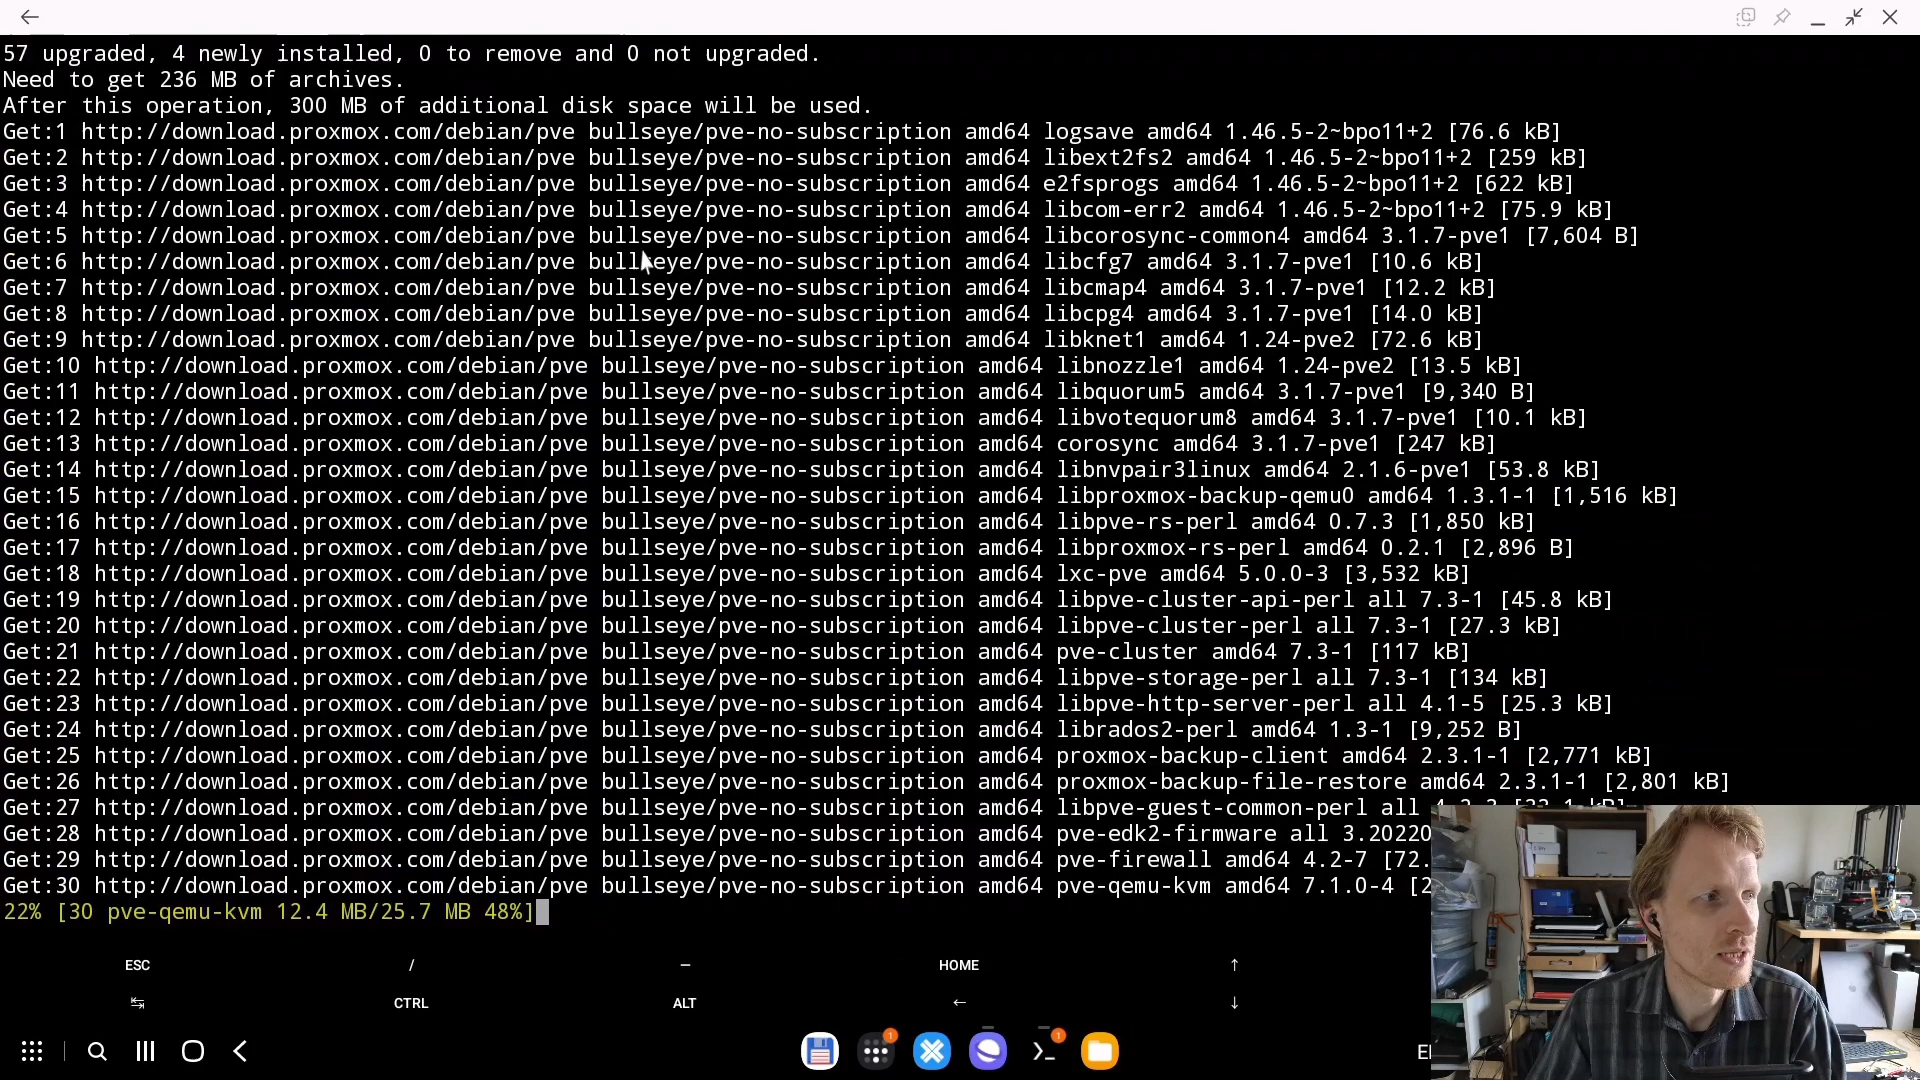 57 upgraded, 4 newly installed, 0 to remove and 0 not upgraded.
Need to get 236 MB of archives.
After this operation, 300 MB of additional disk space will be used.
Get:1 http://download.proxmox.com/debian/pve bullseye/pve-no-subscription amd64 logsave amd64 1.46.5-2~bpo11+2 [76.6 kB]
Get:2 http://download.proxmox.com/debian/pve bullseye/pve-no-subscription amd64 libext2fs2 amd64 1.46.5-2~bpo11+2 [259 kB]
Get:3 http://download.proxmox.com/debian/pve bullseye/pve-no-subscription amd64 e2fsprogs amd64 1.46.5-2~bpo11+2 [622 kB]
Get:4 http://download.proxmox.com/debian/pve bullseye/pve-no-subscription amd64 libcom-err2 amd64 1.46.5-2~bpo11+2 [75.9 kB]
Get:5 http://download.proxmox.com/debian/pve bullseye/pve-no-subscription amd64 libcorosync-common4 amd64 3.1.7-pve1 [7,604 B]
Get:6 http://download.proxmox.com/debian/pve bullseye/pve-no-subscription amd64 libcfg7 amd64 3.1.7-pve1 [10.6 kB]
Get:7 http://download.proxmox.com/debian/pve bullseye/pve-no-subscription amd64 libcmap4 amd64 3.1.7-pve1 [12.2 kB]
Get:8 http://download.proxmox.com/debian/pve bullseye/pve-no-subscription amd64 libcpg4 amd64 3.1.7-pve1 [14.0 kB]
Get:9 http://download.proxmox.com/debian/pve bullseye/pve-no-subscription amd64 libknet1 amd64 1.24-pve2 [72.6 kB]
Get:10 http://download.proxmox.com/debian/pve bullseye/pve-no-subscription amd64 libnozzle1 amd64 1.24-pve2 [13.5 kB]
Get:11 http://download.proxmox.com/debian/pve bullseye/pve-no-subscription amd64 libquorum5 amd64 3.1.7-pve1 [9,340 B]
Get:12 http://download.proxmox.com/debian/pve bullseye/pve-no-subscription amd64 libvotequorum8 amd64 3.1.7-pve1 [10.1 kB]
Get:13 http://download.proxmox.com/debian/pve bullseye/pve-no-subscription amd64 corosync amd64 3.1.7-pve1 [247 kB]
Get:14 http://download.proxmox.com/debian/pve bullseye/pve-no-subscription amd64 libnvpair3linux amd64 2.1.6-pve1 [53.8 kB]
Get:15 http://download.proxmox.com/debian/pve bullseye/pve-no-subscription amd64 libproxmox-backup-qemu0 amd64 1.3.1-1 [1,516 kB]
Get:16 http://download.proxmox.com/debian/pve bullseye/pve-no-subscription amd64 libpve-rs-perl amd64 0.7.3 [1,850 kB]
Get:17 http://download.proxmox.com/debian/pve bullseye/pve-no-subscription amd64 libproxmox-rs-perl amd64 0.2.1 [2,896 B]
Get:18 http://download.proxmox.com/debian/pve bullseye/pve-no-subscription amd64 lxc-pve amd64 5.0.0-3 [3,532 kB]
Get:19 http://download.proxmox.com/debian/pve bullseye/pve-no-subscription amd64 libpve-cluster-api-perl all 7.3-1 [45.8 kB]
Get:20 http://download.proxmox.com/debian/pve bullseye/pve-no-subscription amd64 libpve-cluster-perl all 7.3-1 [27.3 kB]
Get:21 http://download.proxmox.com/debian/pve bullseye/pve-no-subscription amd64 pve-cluster amd64 7.3-1 [117 kB]
Get:22 http://download.proxmox.com/debian/pve bullseye/pve-no-subscription amd64 libpve-storage-perl all 7.3-1 [134 kB]
Get:23 http://download.proxmox.com/debian/pve bullseye/pve-no-subscription amd64 libpve-http-server-perl all 4.1-5 [25.3 kB]
Get:24 http://download.proxmox.com/debian/pve bullseye/pve-no-subscription amd64 librados2-perl amd64 1.3-1 [9,252 B]
Get:25 http://download.proxmox.com/debian/pve bullseye/pve-no-subscription amd64 proxmox-backup-client amd64 2.3.1-1 [2,771 kB]
Get:26 http://download.proxmox.com/debian/pve bullseye/pve-no-subscription amd64 proxmox-backup-file-restore amd64 2.3.1-1 [2,801 kB]
Get:27 http://download.proxmox.com/debian/pve bullseye/pve-no-subscription amd64 libpve-guest-common-perl all
Get:28 http://download.proxmox.com/debian/pve bullseye/pve-no-subscription amd64 pve-edk2-firmware all 3.20220
Get:29 http://download.proxmox.com/debian/pve bullseye/pve-no-subscription amd64 pve-firewall amd64 4.2-7 [72.
Get:30 http://download.proxmox.com/debian/pve bullseye/pve-no-subscription amd64 pve-qemu-kvm amd64 7.1.0-4 [2
22% [30 pve-qemu-kvm 12.4 MB/25.7 MB 48%]
ESC / — HOME ↑
↹ CTRL ALT ← ↓